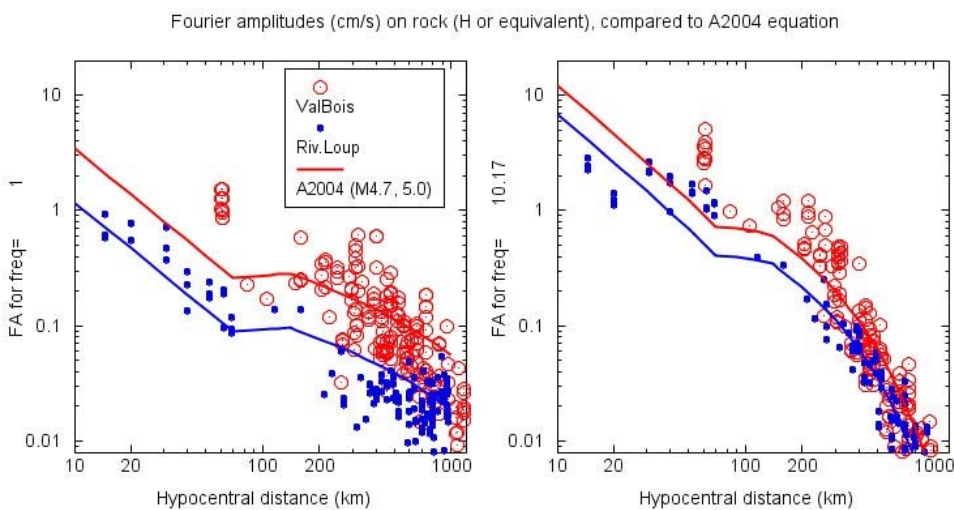 Fourier amplitudes (cm/s) on rock (H or equivalent), compared to A2004 equation
FA for freq= 1
10
1
0.1
0.01
10 20 100 200 1000
Hypocentral distance (km)
ValBois
Riv.Loup
A2004 (M4.7, 5.0)
FA for freq= 10.17
10
1
0.1
0.01
10 20 100 200 1000
Hypocentral distance (km)